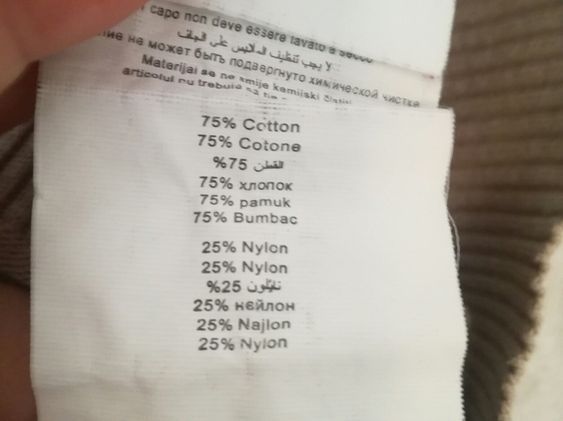 capo non deve essere lavato a secco
لا يجب تنظيف الملابس على الجاف
не может быть подвергнуто химической чистке
Materijal se ne smije kemijski
articolul nu trebuie
75% Cotton
75% Cotone
%75 القطن
75% хлопок
75% pamuk
75% Bumbac
25% Nylon
25% Nylon
%25 نايلون
25% нейлон
25% Najlon
25% Nylon